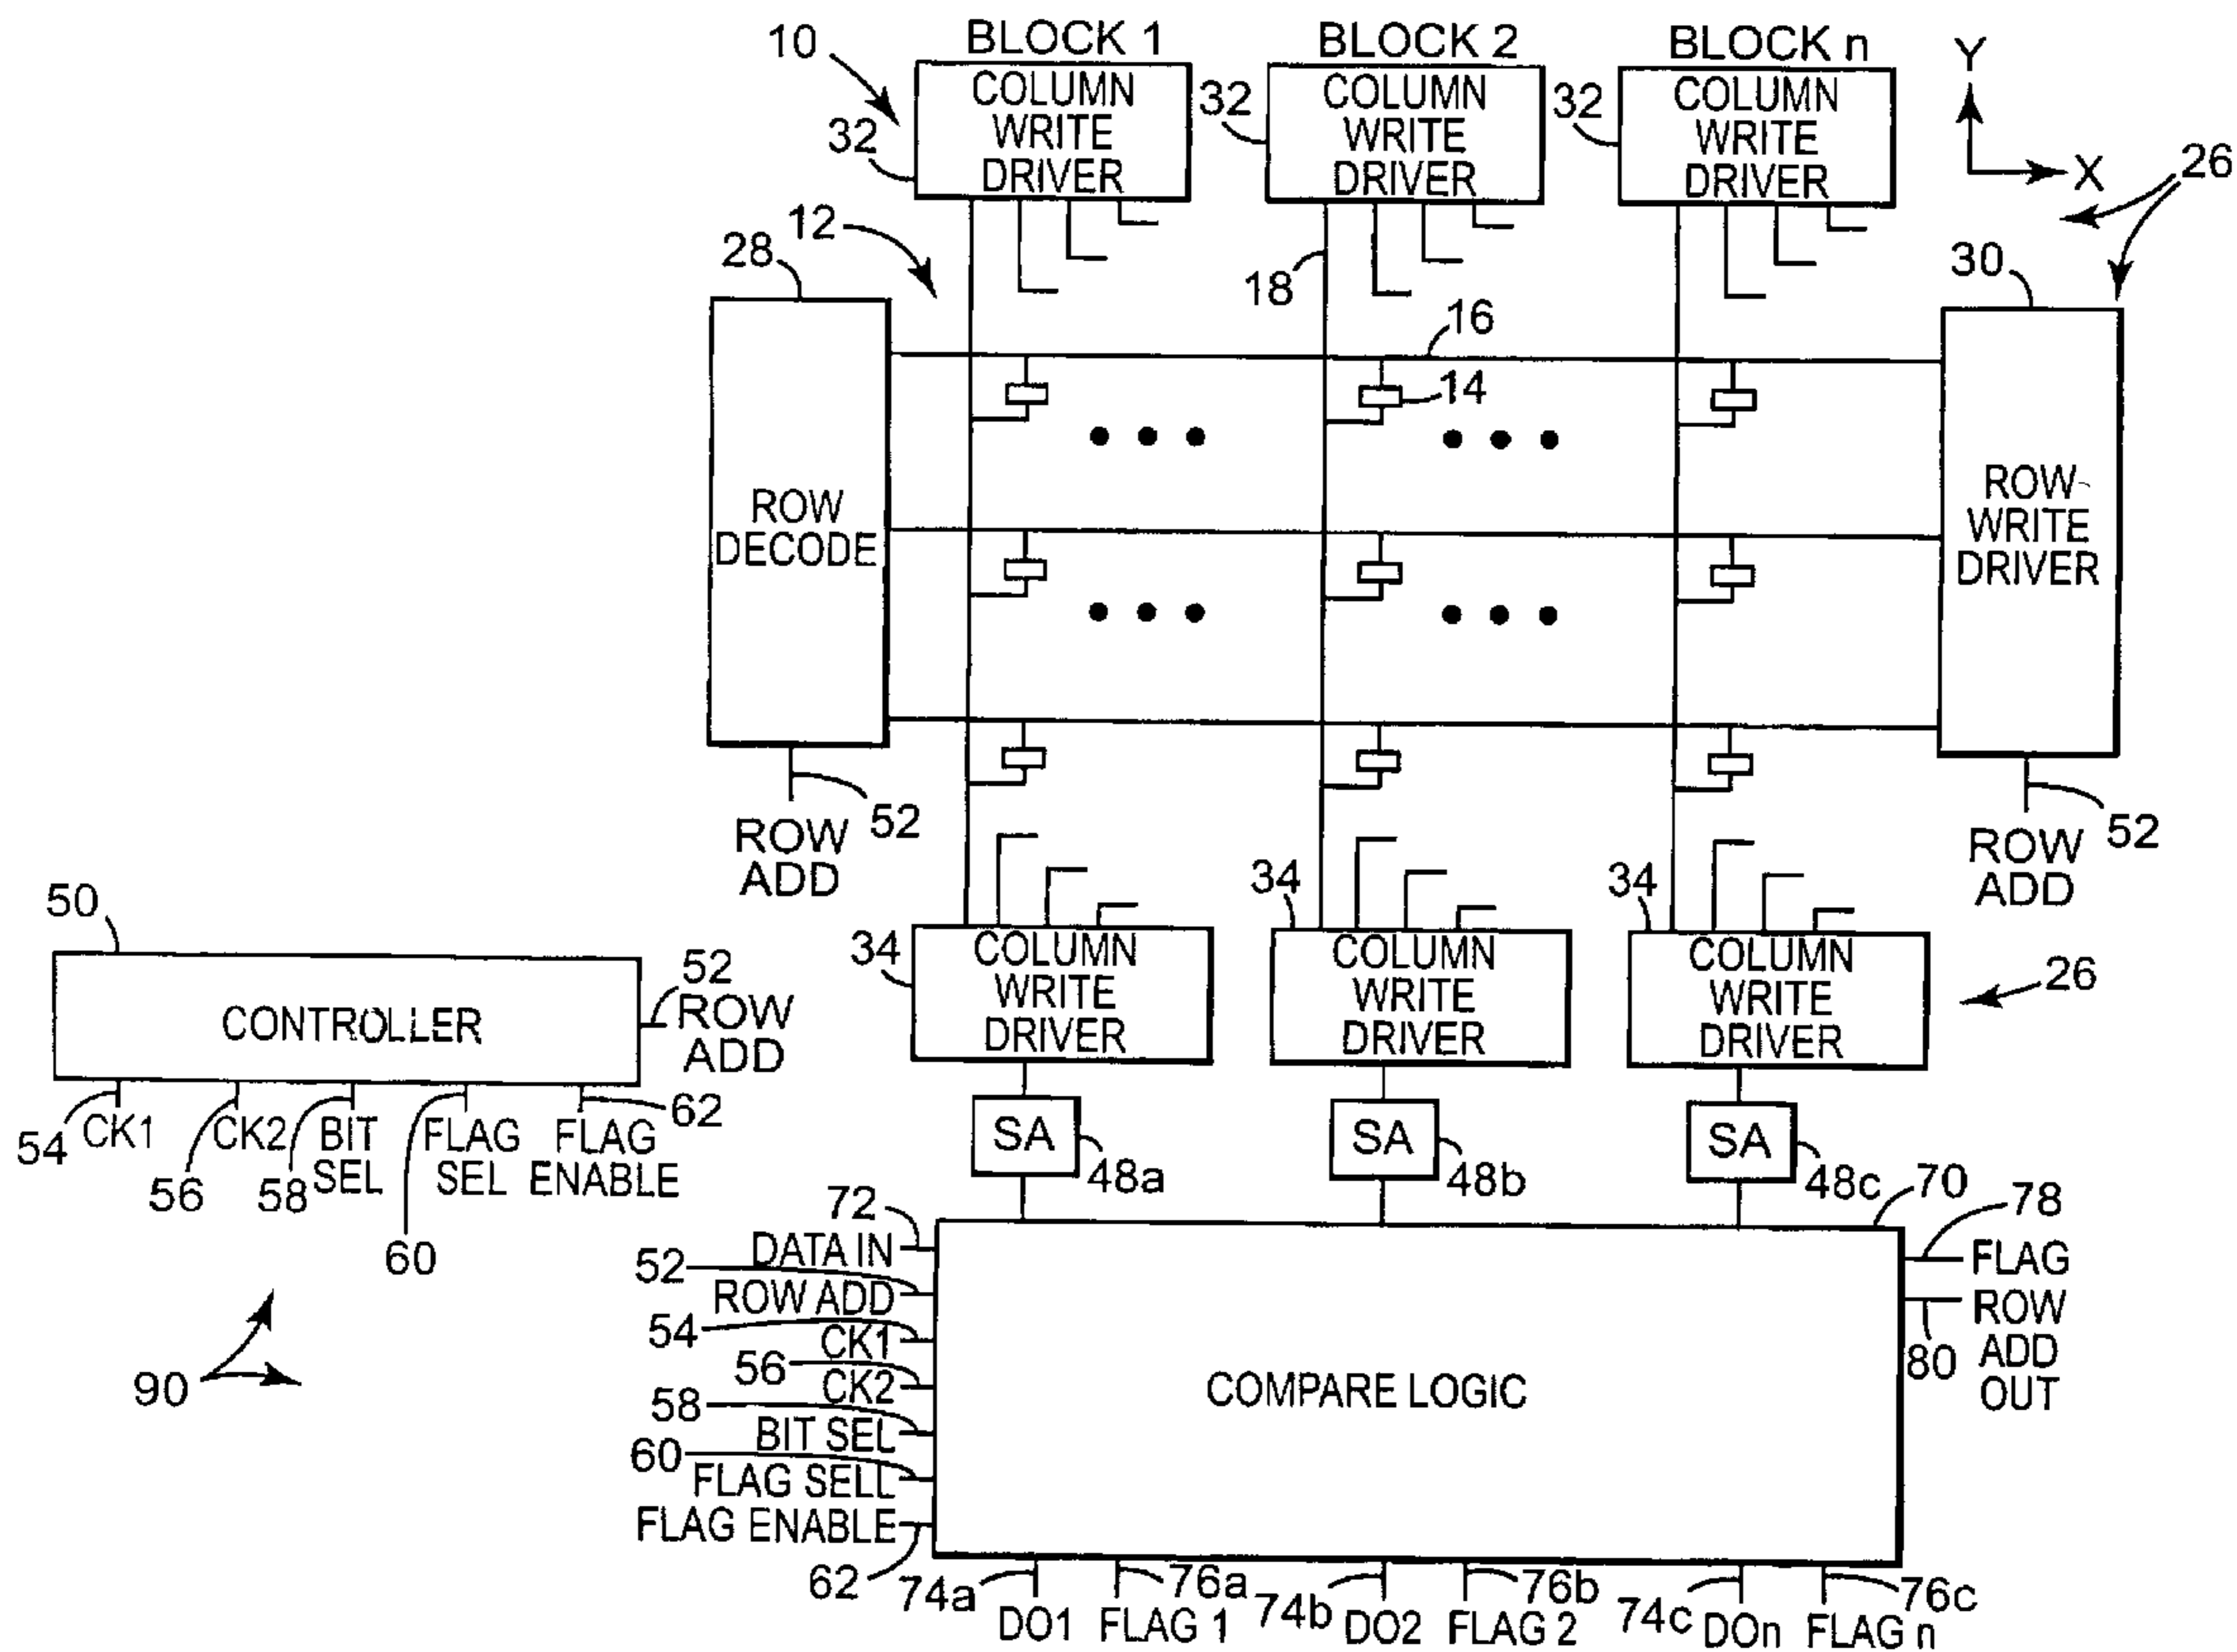 10
BLOCK 1
BLOCK 2
BLOCK n
Y
X
26
32
COLUMN
WRITE
DRIVER
32
COLUMN
WRITE
DRIVER
32
COLUMN
WRITE
DRIVER
12
28
18
30
16
14
ROW
DECODE
ROW
WRITE
DRIVER
52
ROW
ADD
52
ROW
ADD
50
CONTROLLER
52
ROW
ADD
54
CK1
56
CK2
58
BIT
SEL
60
FLAG
SEL
62
FLAG
ENABLE
34
COLUMN
WRITE
DRIVER
34
COLUMN
WRITE
DRIVER
34
COLUMN
WRITE
DRIVER
26
SA
48a
SA
48b
SA
48c
70
78
72
DATA IN
52
ROW ADD
54
CK1
56
CK2
58
BIT SEL
60
FLAG SELL
FLAG ENABLE
62
COMPARE LOGIC
FLAG
80
ROW
ADD
OUT
90
74a
DO1
76a
FLAG 1
74b
DO2
76b
FLAG 2
74c
DOn
76c
FLAG n